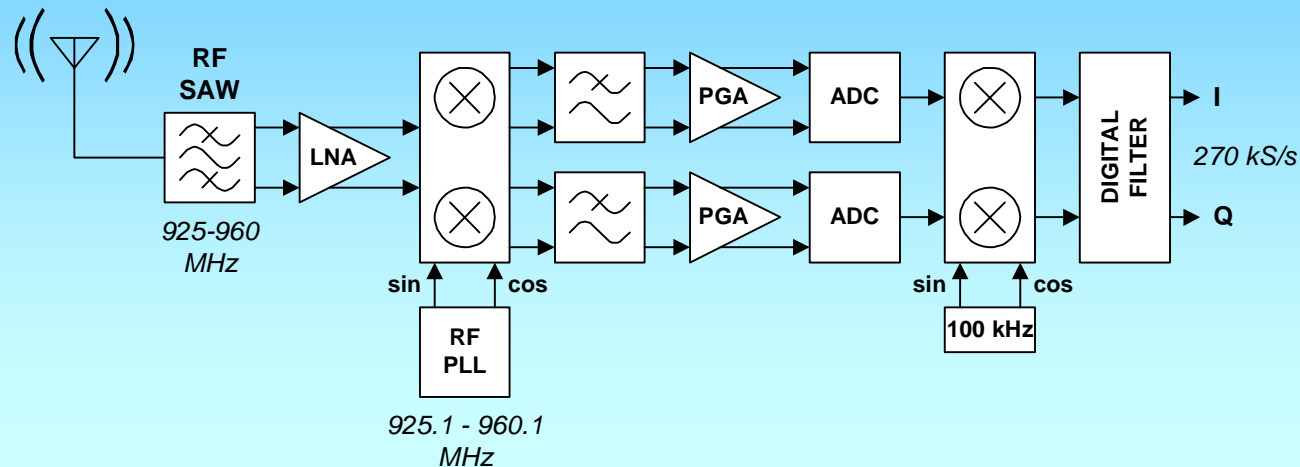 RF
SAW
LNA
925-960
MHz
PGA
ADC
PGA
ADC
sin
cos
RF
PLL
925.1 - 960.1
MHz
sin
cos
100 kHz
DIGITAL
FILTER
I
270 kS/s
Q